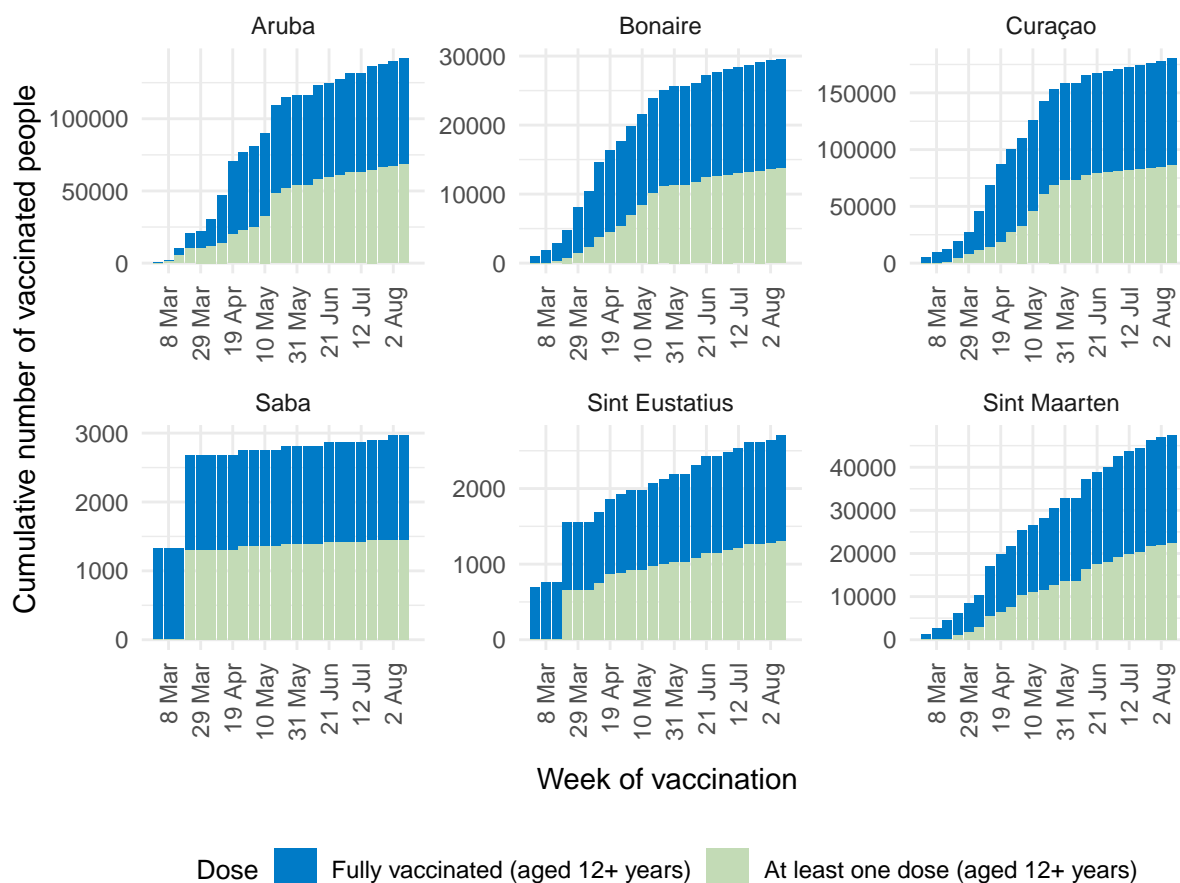 Aruba
Bonaire
Curaçao
100000
50000
0
30000
20000
10000
0
150000
100000
50000
0
8 Mar
29 Mar
19 Apr
10 May
31 May
21 Jun
12 Jul
2 Aug
8 Mar
29 Mar
19 Apr
10 May
31 May
21 Jun
12 Jul
2 Aug
8 Mar
29 Mar
19 Apr
10 May
31 May
21 Jun
12 Jul
2 Aug
Cumulative number of vaccinated people
Saba
Sint Eustatius
Sint Maarten
3000
2000
1000
0
2000
1000
0
40000
30000
20000
10000
0
8 Mar
29 Mar
19 Apr
10 May
31 May
21 Jun
12 Jul
2 Aug
8 Mar
29 Mar
19 Apr
10 May
31 May
21 Jun
12 Jul
2 Aug
8 Mar
29 Mar
19 Apr
10 May
31 May
21 Jun
12 Jul
2 Aug
Week of vaccination
Dose Fully vaccinated (aged 12+ years) At least one dose (aged 12+ years)